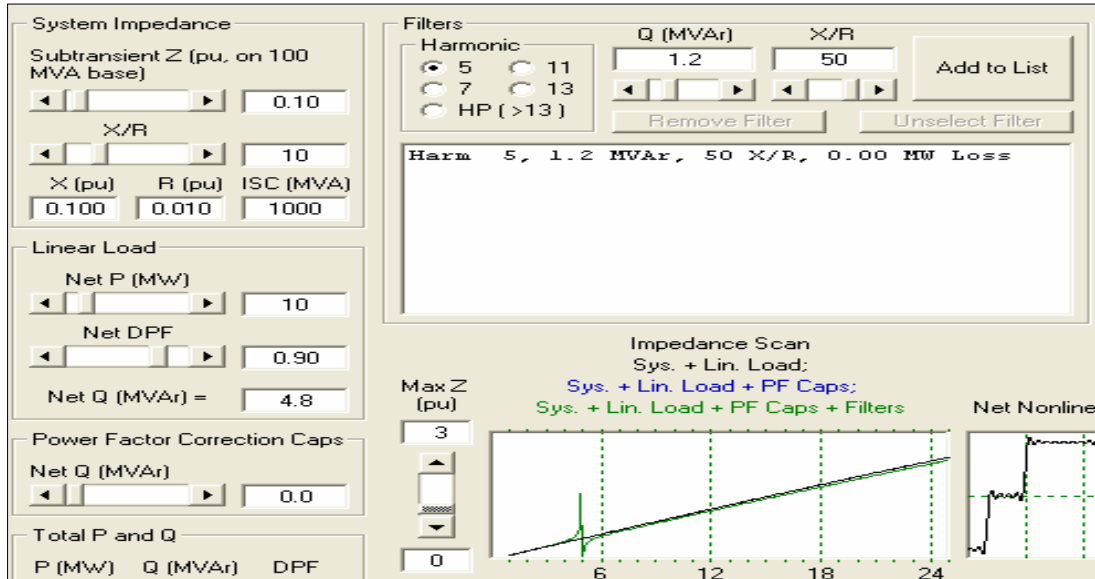 System Impedance
Subtransient Z (pu, on 100
MVA base)
0.10
X/R
10
X (pu) R (pu) ISC (MVA)
0.100 0.010 1000
Linear Load
Net P (MW)
10
Net DPF
0.90
Net Q (MVAr) = 4.8
Power Factor Correction Caps
Net Q (MVAr)
0.0
Total P and Q
P (MW) Q (MVAr) DPF
Filters
Harmonic
5 11
7 13
HP ( >13 )
Q (MVAr) X/R
1.2 50
Add to List
Remove Filter Unselect Filter
Harm 5, 1.2 MVAr, 50 X/R, 0.00 MW Loss
Impedance Scan
Sys. + Lin. Load;
Sys. + Lin. Load + PF Caps;
Sys. + Lin. Load + PF Caps + Filters
Max Z
(pu)
3
0
6 12 18 24
Net Nonline